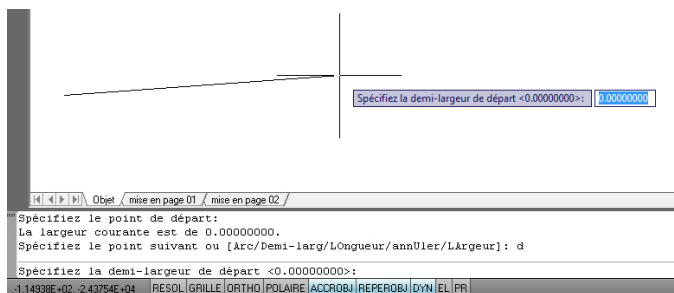 Spécifiez la demi-largeur de départ <0.00000000>: 0.00000000
Objet / mise en page 01 / mise en page 02 /
Spécifiez le point de départ:
La largeur courante est de 0.00000000.
Spécifiez le point suivant ou [Arc/Demi-larg/LOngueur/annUler/LArgeur]: d
Spécifiez la demi-largeur de départ <0.00000000>:
-1.14938E+02, -2.43754E+04 RESOL GRILLE ORTHO POLAIRE ACCROBJ REPEROBJ DYN EL PR